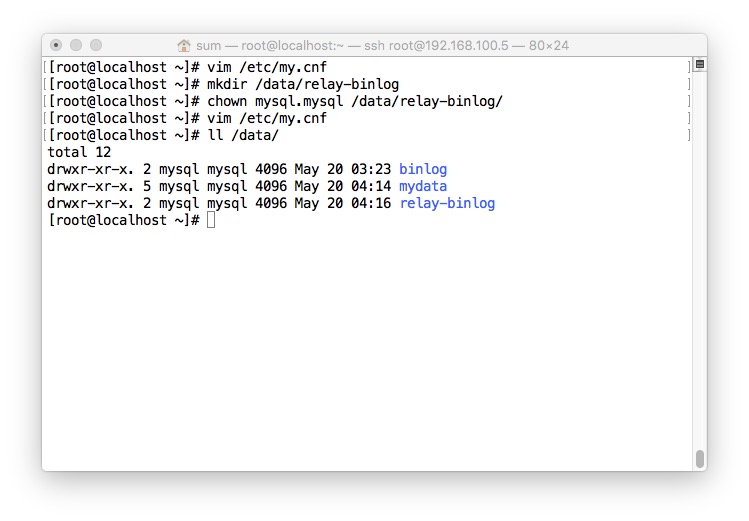 sum — root@localhost:~ — ssh root@192.168.100.5 — 80×24
[[root@localhost ~]# vim /etc/my.cnf ]
[[root@localhost ~]# mkdir /data/relay-binlog ]
[[root@localhost ~]# chown mysql.mysql /data/relay-binlog/ ]
[[root@localhost ~]# vim /etc/my.cnf ]
[[root@localhost ~]# ll /data/ ]
total 12
drwxr-xr-x. 2 mysql mysql 4096 May 20 03:23 binlog
drwxr-xr-x. 5 mysql mysql 4096 May 20 04:14 mydata
drwxr-xr-x. 2 mysql mysql 4096 May 20 04:16 relay-binlog
[root@localhost ~]#